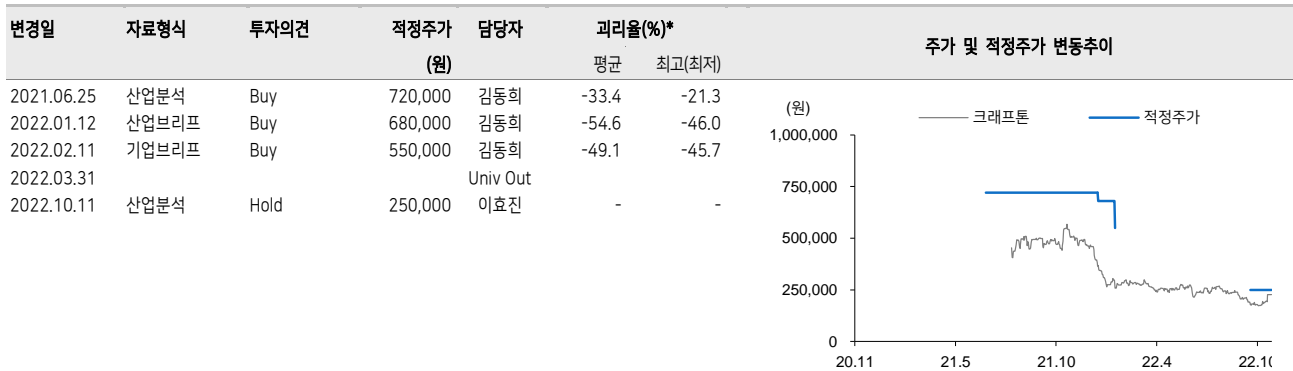 변경일 자료형식 투자의견 적정주가 담당자 괴리율(%)* 주가 및 적정주가 변동추이
(원) 평균 최고(최저)
2021.06.25 산업분석 Buy 720,000 김동희 -33.4 -21.3
2022.01.12 산업브리프 Buy 680,000 김동희 -54.6 -46.0
2022.02.11 기업브리프 Buy 550,000 김동희 -49.1 -45.7
2022.03.31 Univ Out
2022.10.11 산업분석 Hold 250,000 이효진 - -
(원) 크래프톤 적정주가
1,000,000
750,000
500,000
250,000
0
20.11 21.5 21.10 22.4 22.10